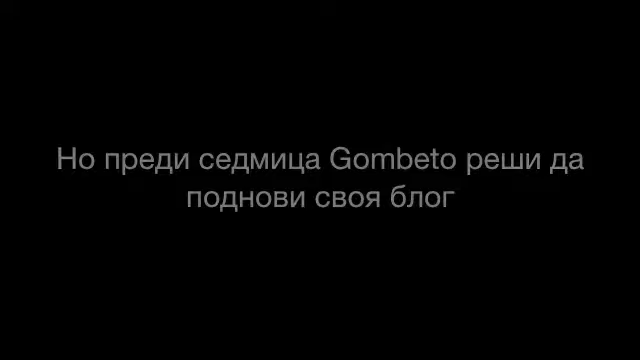 Но преди седмица Gombeto реши да
поднови своя блог